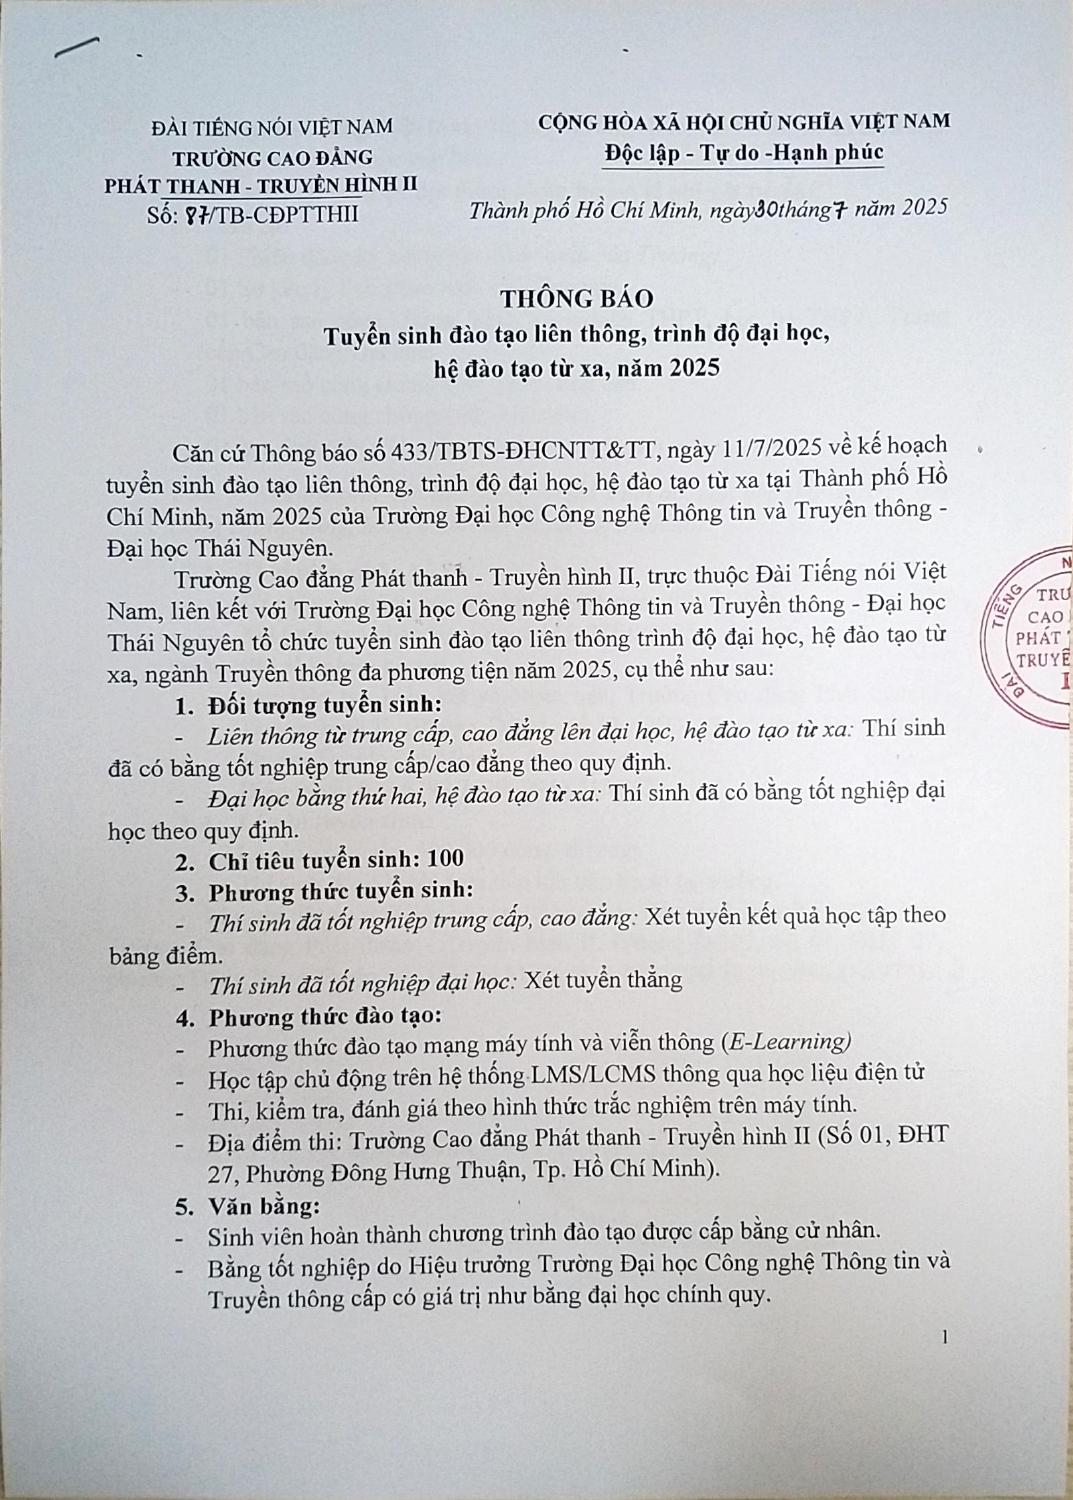 ĐÀI TIẾNG NÓI VIỆT NAM
TRƯỜNG CAO ĐẲNG
PHÁT THANH - TRUYỀN HÌNH II
Số: 87/TB-CĐPTTHII
CỘNG HÒA XÃ HỘI CHỦ NGHĨA VIỆT NAM
Độc lập - Tự do -Hạnh phúc
Thành phố Hồ Chí Minh, ngày30tháng7 năm 2025
THÔNG BÁO
Tuyển sinh đào tạo liên thông, trình độ đại học,
hệ đào tạo từ xa, năm 2025
Căn cứ Thông báo số 433/TBTS-ĐHCNTT&TT, ngày 11/7/2025 về kế hoạch
tuyển sinh đào tạo liên thông, trình độ đại học, hệ đào tạo từ xa tại Thành phố Hồ
Chí Minh, năm 2025 của Trường Đại học Công nghệ Thông tin và Truyền thông -
Đại học Thái Nguyên.
Trường Cao đẳng Phát thanh - Truyền hình II, trực thuộc Đài Tiếng nói Việt
Nam, liên kết với Trường Đại học Công nghệ Thông tin và Truyền thông - Đại học
Thái Nguyên tổ chức tuyển sinh đào tạo liên thông trình độ đại học, hệ đào tạo từ
xa, ngành Truyền thông đa phương tiện năm 2025, cụ thể như sau:
1. Đối tượng tuyển sinh:
- Liên thông từ trung cấp, cao đẳng lên đại học, hệ đào tạo từ xa: Thí sinh
đã có bằng tốt nghiệp trung cấp/cao đẳng theo quy định.
- Đại học bằng thứ hai, hệ đào tạo từ xa: Thí sinh đã có bằng tốt nghiệp đại
học theo quy định.
2. Chỉ tiêu tuyển sinh: 100
3. Phương thức tuyển sinh:
- Thí sinh đã tốt nghiệp trung cấp, cao đẳng: Xét tuyển kết quả học tập theo
bảng điểm.
- Thí sinh đã tốt nghiệp đại học: Xét tuyển thẳng
4. Phương thức đào tạo:
- Phương thức đào tạo mạng máy tính và viễn thông (E-Learning)
- Học tập chủ động trên hệ thống LMS/LCMS thông qua học liệu điện tử
- Thi, kiểm tra, đánh giá theo hình thức trắc nghiệm trên máy tính.
- Địa điểm thi: Trường Cao đẳng Phát thanh - Truyền hình II (Số 01, ĐHT
27, Phường Đông Hưng Thuận, Tp. Hồ Chí Minh).
5. Văn bằng:
- Sinh viên hoàn thành chương trình đào tạo được cấp bằng cử nhân.
- Bằng tốt nghiệp do Hiệu trưởng Trường Đại học Công nghệ Thông tin và
Truyền thông cấp có giá trị như bằng đại học chính quy.
1
ĐÀI TIẾNG N
TRƯ
CAO
PHÁT
TRUYỀ
I